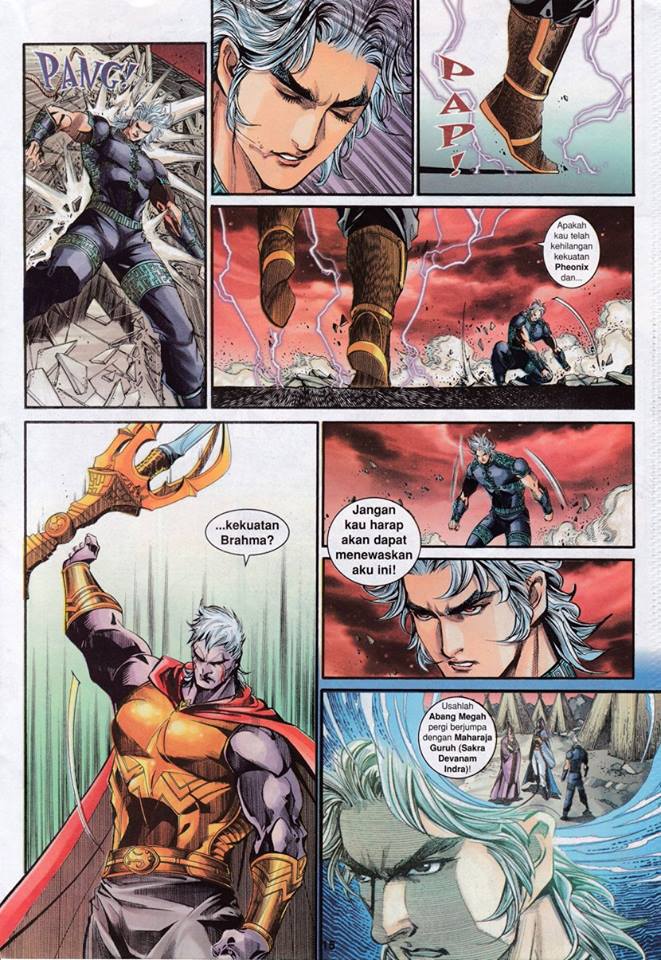 PANG!
PAP!
Apakah
kau telah
kehilangan
kekuatan
Pheonix
dan...
...kekuatan
Brahma?
Jangan
kau harap
akan dapat
menewaskan
aku ini!
Usahlah
Abang Megah
pergi berjumpa
dengan Maharaja
Guruh (Sakra
Devanam
Indra)!
15